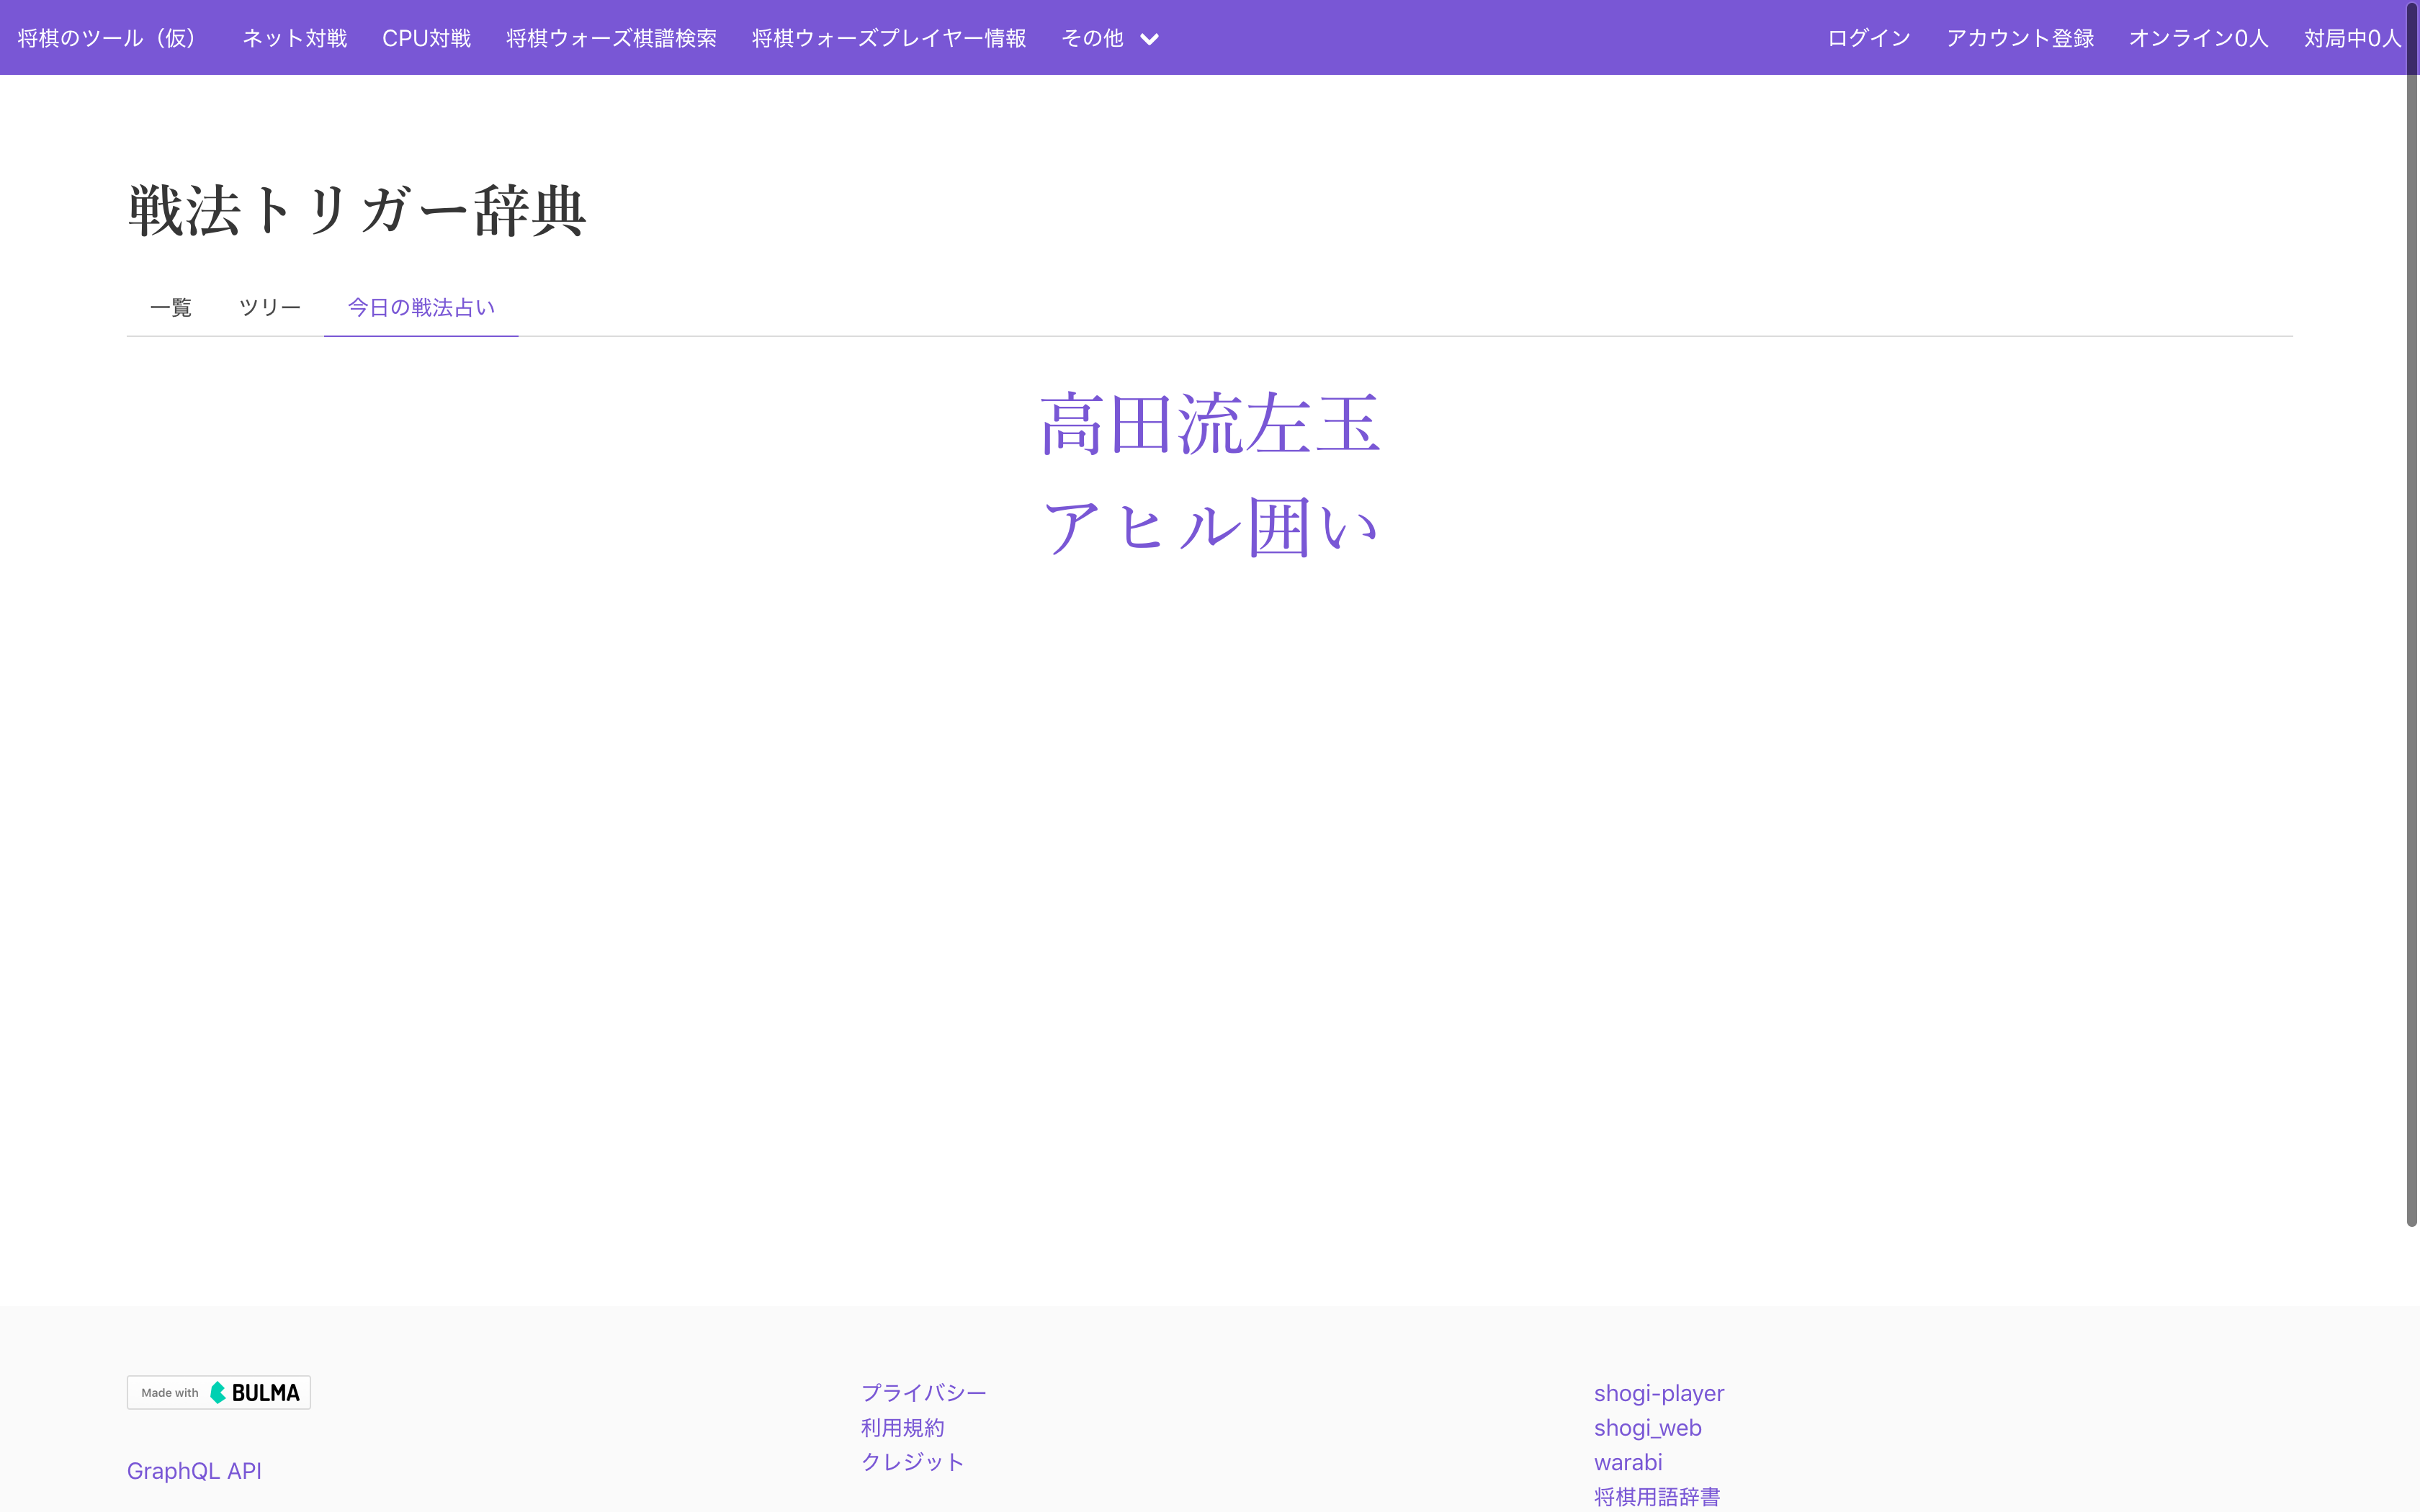 将棋のツール（仮） ネット対戦 CPU対戦 将棋ウォーズ棋譜検索 将棋ウォーズプレイヤー情報 その他 ログイン アカウント登録 オンライン0人 対局中0人
戦法トリガー辞典
一覧 ツリー 今日の戦法占い
高田流左玉
アヒル囲い
Made with BULMA
GraphQL API
プライバシー
利用規約
クレジット
shogi-player
shogi_web
warabi
将棋用語辞書